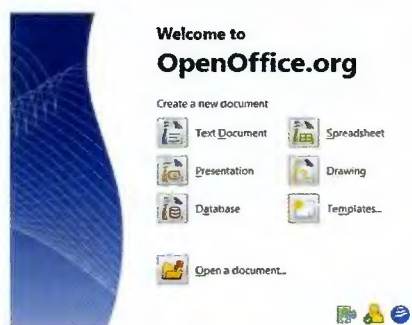 Welcome to
OpenOffice.org
Create a new document
Text Document Spreadsheet
Presentation Drawing
Database Templates...
Open a document...